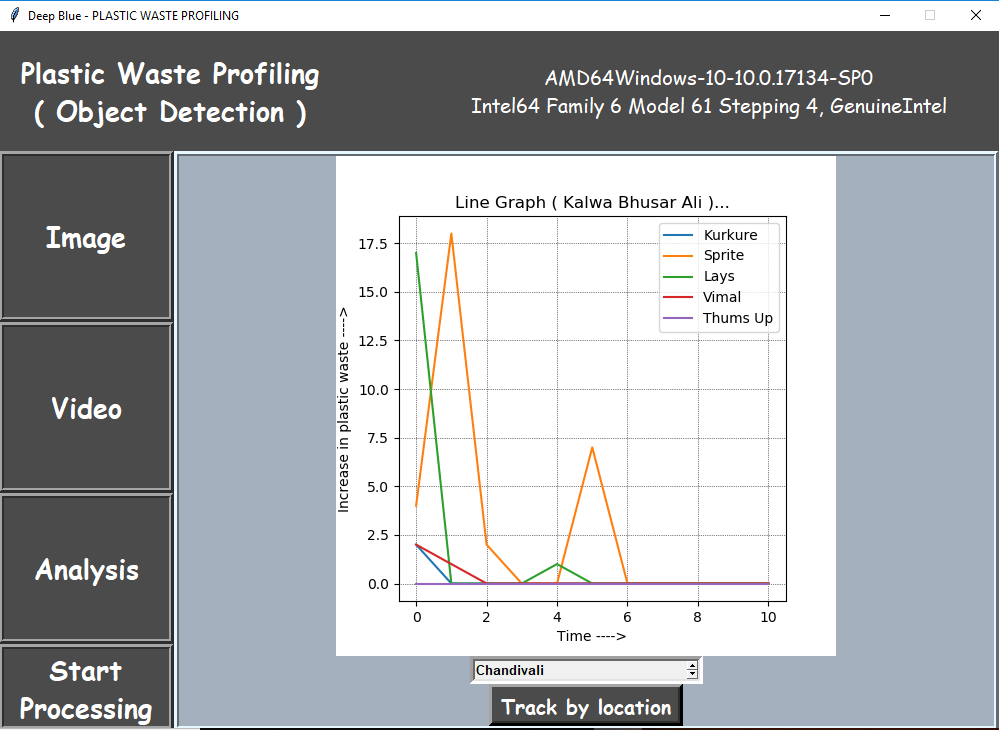 Deep Blue - PLASTIC WASTE PROFILING
Plastic Waste Profiling
( Object Detection )
AMD64Windows-10-10.0.17134-SP0
Intel64 Family 6 Model 61 Stepping 4, GenuineIntel
Image
Video
Analysis
Start
Processing
Line Graph ( Kalwa Bhusar Ali )...
Kurkure
Sprite
Lays
Vimal
Thums Up
Increase in plastic waste ---->
17.5
15.0
12.5
10.0
7.5
5.0
2.5
0.0
0 2 4 6 8 10
Time ---->
Chandivali
Track by location